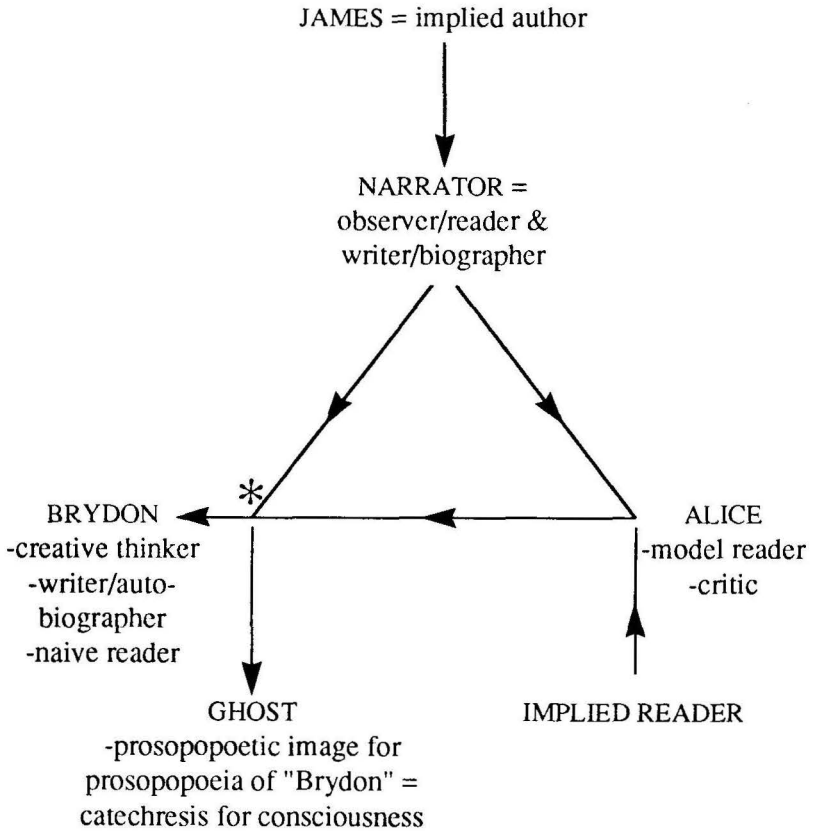 JAMES = implied author
NARRATOR =
observer/reader &
writer/biographer
*
BRYDON
-creative thinker
-writer/auto-
biographer
-naive reader
ALICE
-model reader
-critic
GHOST
-prosopopoetic image for
prosopopoeia of "Brydon" =
catechresis for consciousness
IMPLIED READER